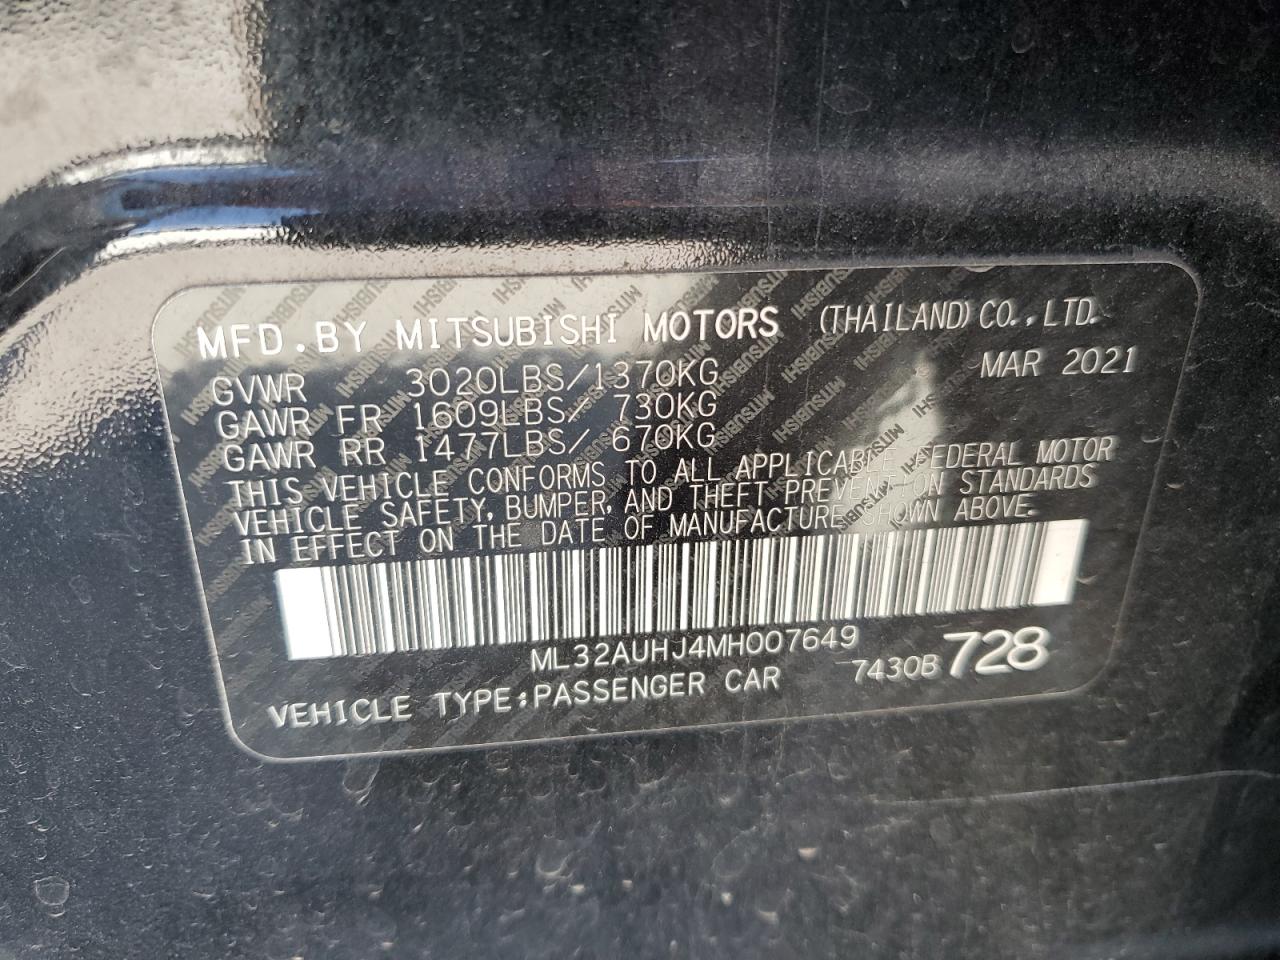 MFD.BY MITSUBISHI MOTORS (THAILAND)CO.,LTD.
MAR 2021
GVWR 3020LBS/1370KG
GAWR FR 1609LBS/ 730KG
GAWR RR 1477LBS/ 670KG
THIS VEHICLE CONFORMS TO ALL APPLICABLE FEDERAL MOTOR
VEHICLE SAFETY, BUMPER, AND THEFT PREVENTION STANDARDS
IN EFFECT ON THE DATE OF MANUFACTURE SHOWN ABOVE.
ML32AUHJ4MH007649
7430B 728
VEHICLE TYPE:PASSENGER CAR